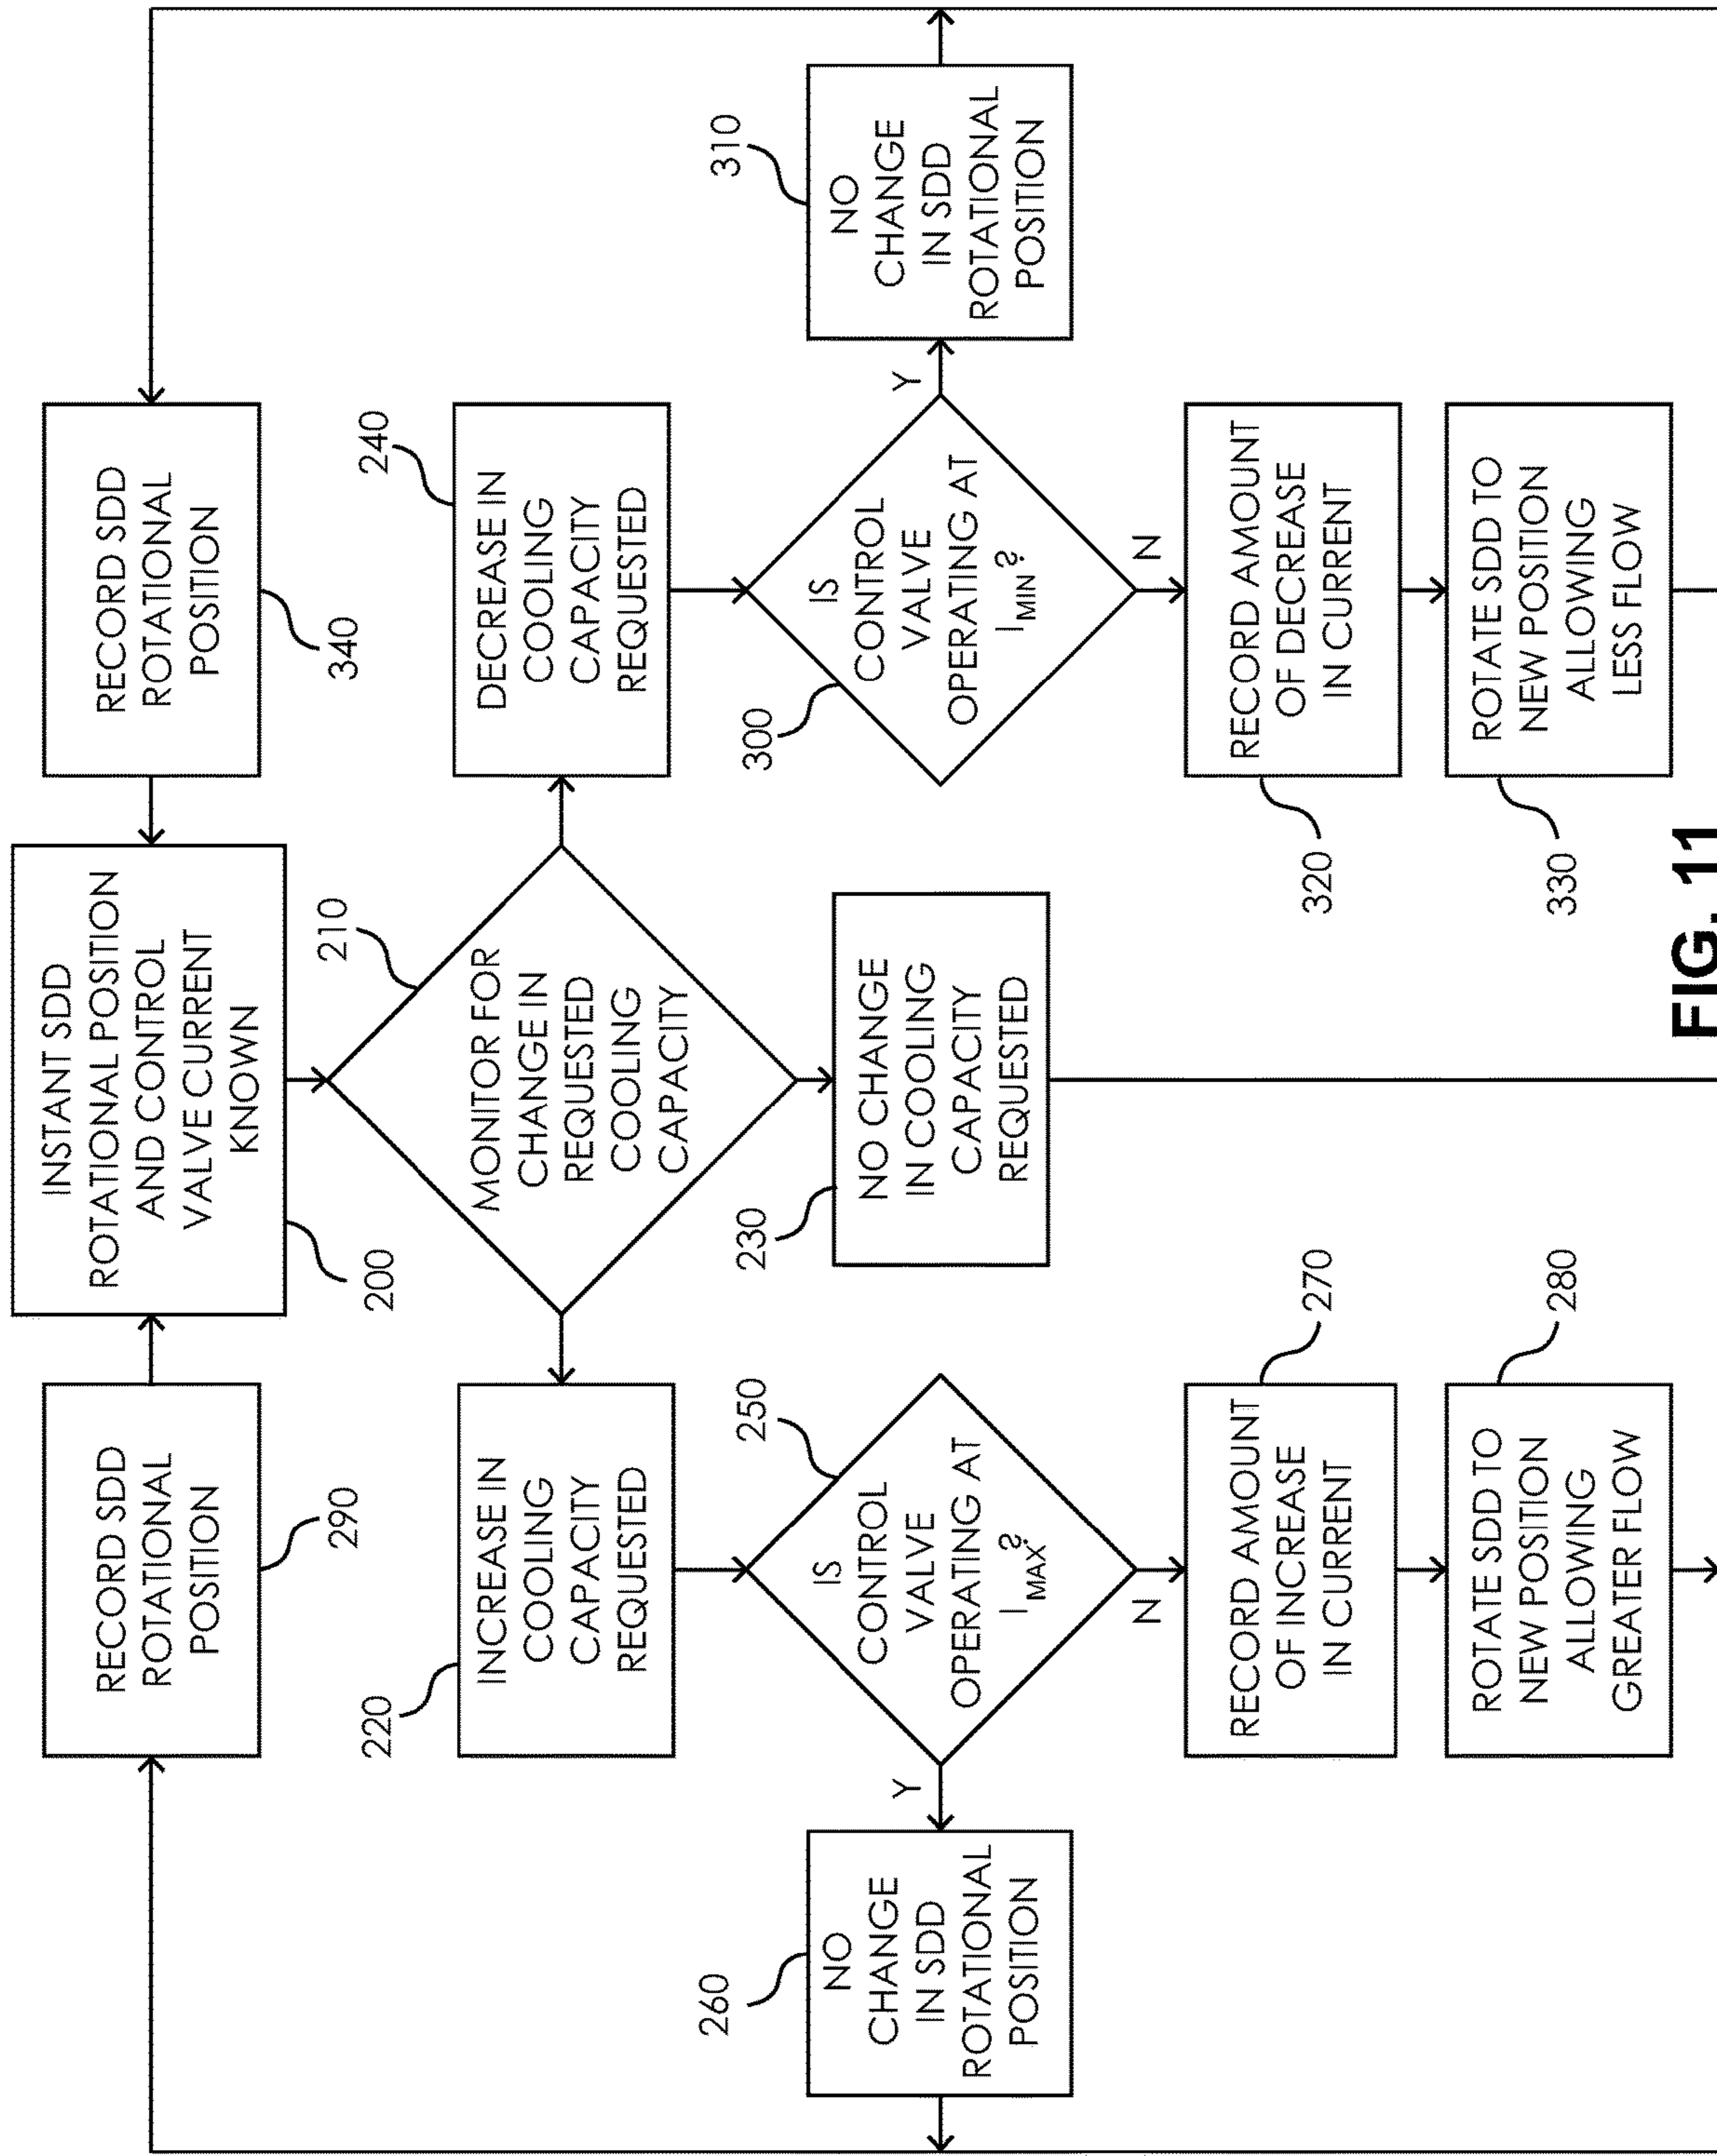 INSTANT SDD
ROTATIONAL POSITION
AND CONTROL
VALVE CURRENT
KNOWN
200
RECORD SDD
ROTATIONAL
POSITION
290
RECORD SDD
ROTATIONAL
POSITION
340
MONITOR FOR
CHANGE IN
REQUESTED
COOLING
CAPACITY
210
INCREASE IN
COOLING
CAPACITY
REQUESTED
220
NO CHANGE
IN COOLING
CAPACITY
REQUESTED
230
DECREASE IN
COOLING
CAPACITY
REQUESTED
240
IS
CONTROL
VALVE
OPERATING AT
I MAX?
250
Y
N
NO
CHANGE
IN SDD
ROTATIONAL
POSITION
260
RECORD AMOUNT
OF INCREASE
IN CURRENT
270
ROTATE SDD TO
NEW POSITION
ALLOWING
GREATER FLOW
280
IS
CONTROL
VALVE
OPERATING AT
I MIN?
300
Y
N
NO
CHANGE
IN SDD
ROTATIONAL
POSITION
310
RECORD AMOUNT
OF DECREASE
IN CURRENT
320
ROTATE SDD TO
NEW POSITION
ALLOWING
LESS FLOW
330
FIG. 11